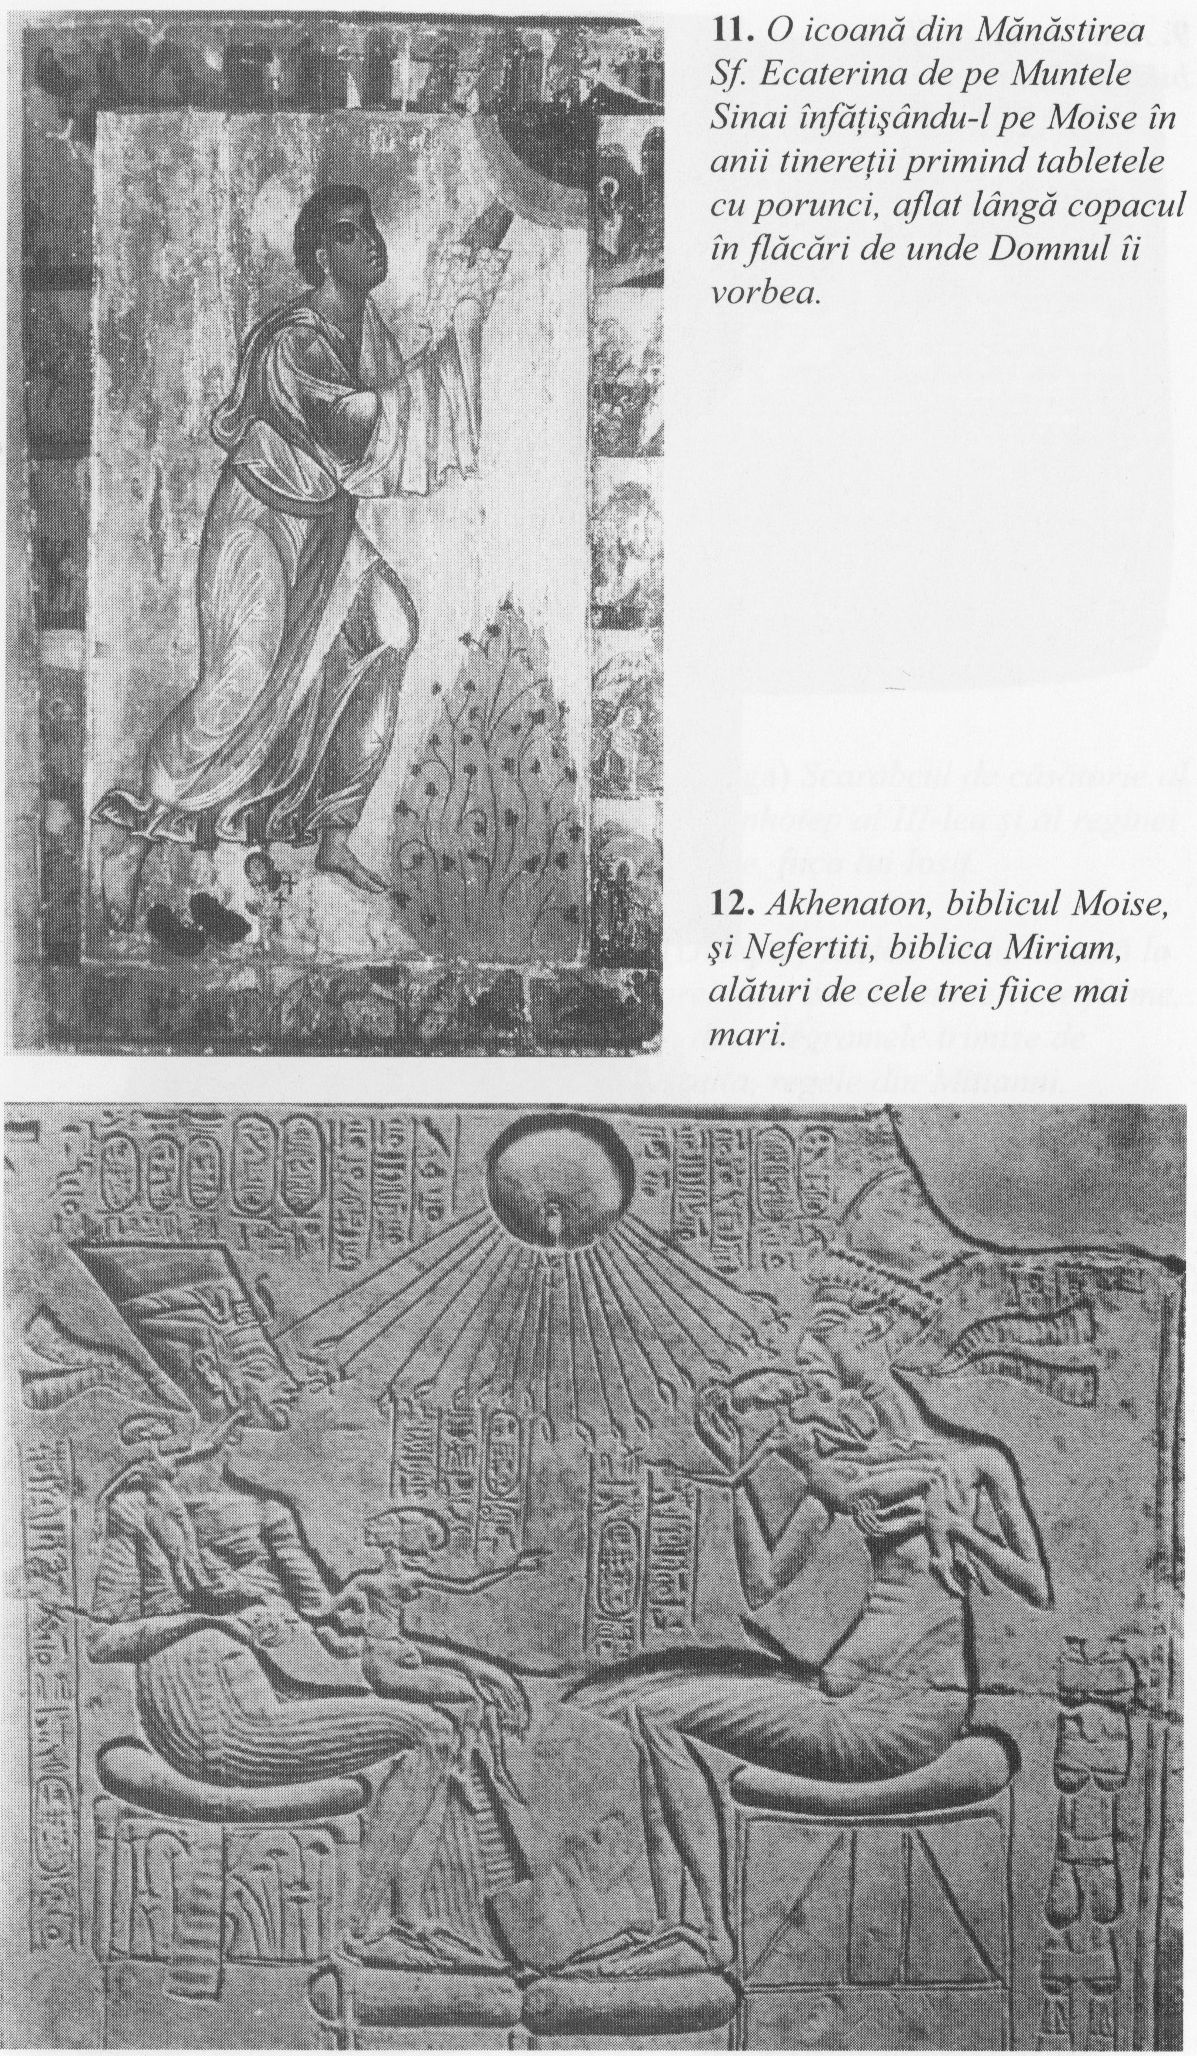 11. O icoană din Mănăstirea
Sf. Ecaterina de pe Muntele
Sinai înfăţişându-l pe Moise în
anii tinereţii primind tabletele
cu porunci, aflat lângă copacul
în flăcări de unde Domnul îi
vorbea.
12. Akhenaton, biblicul Moise,
şi Nefertiti, biblica Miriam,
alături de cele trei fiice mai
mari.